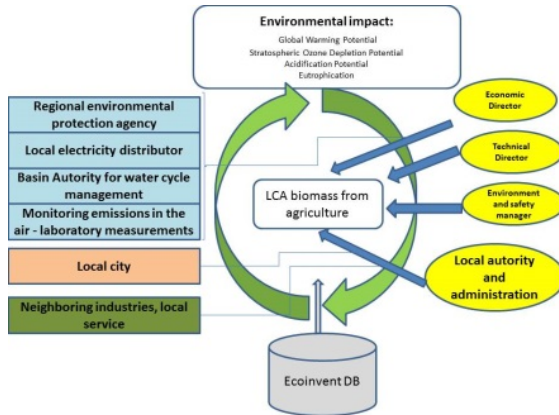 Environmental impact:
Global Warming Potential
Stratospheric Ozone Depletion Potential
Acidification Potential
Eutrophication
Regional environmental
protection agency
Local electricity distributor
Basin Autority for water cycle
management
Monitoring emissions in the
air - laboratory measurements
Local city
Neighboring industries, local
service
LCA biomass from
agriculture
Economic
Director
Technical
Director
Environment
and safety
manager
Local autority
and
administration
Ecoinvent DB